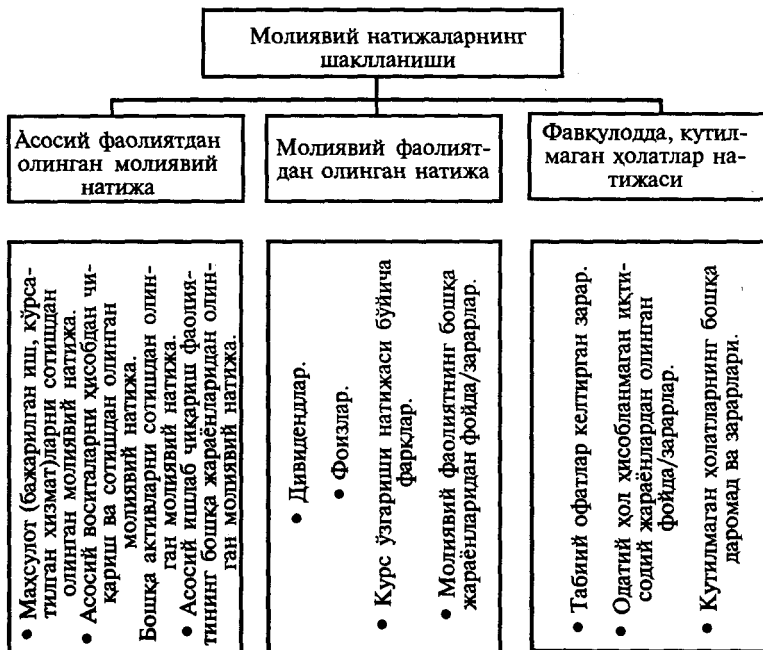 Молиявий натижаларнинг
шаклланиши
Асосий фаолиятдан
олинган молиявий
натижа
Молиявий фаолият-
дан олинган натижа
Фавқулодда, кутил-
маган ҳолатлар на-
тижаси
• Маҳсулот (бажарилган иш, кўрса-
тилган хизмат)ларни сотишдан
олинган молиявий натижа.
• Асосий воситаларни ҳисобдан чи-
қариш ва сотишдан олинган
молиявий натижа.
Бошқа активларни сотишдан олин-
ган молиявий натижа.
• Асосий ишлаб чиқариш фаолия-
тининг бошқа жараёнларидан олин-
ган молиявий натижа.
• Дивидендлар.
• Фоизлар.
• Курс ўзгариши натижаси бўйича
фарқлар.
• Молиявий фаолиятнинг бошқа
жараёнларидан фойда/зарарлар.
• Табиий офатлар келтирган зарар.
• Одатий ҳол ҳисобланмаган иқти-
содий жараёнлардан олинган
фойда/зарарлар.
• Кутилмаган ҳолатларнинг бошқа
даромад ва зарарлари.